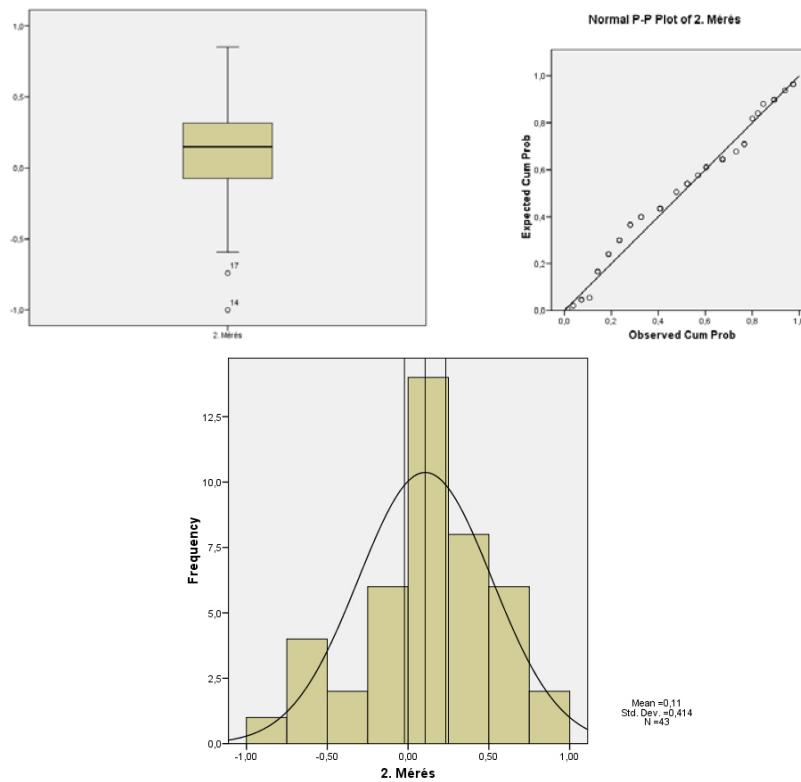 1,0
0,5
0,0
-0,5
-1,0
17
14
2. Mérés
Normal P-P Plot of 2. Mérés
Expected Cum Prob
1,0
0,8
0,6
0,4
0,2
0,0
0,0 0,2 0,4 0,6 0,8 1,0
Observed Cum Prob
Frequency
12,5
10,0
7,5
5,0
2,5
0,0
-1,00 -0,50 0,00 0,50 1,00
2. Mérés
Mean =0,11
Std. Dev. =0,414
N =43